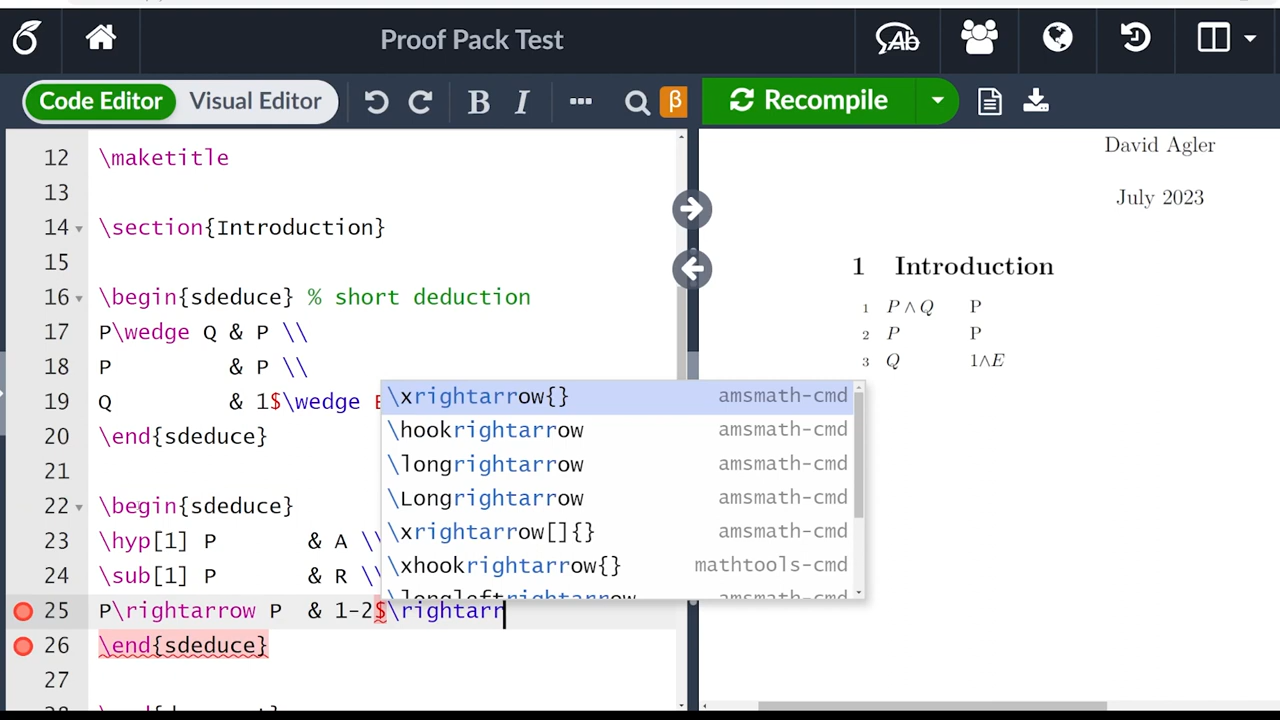 Proof Pack Test
Code Editor
Visual Editor
B I
β
Recompile
12 \maketitle
13
14 \section{Introduction}
15
16 \begin{sdeduce} % short deduction
17 P\wedge Q & P \\
18 P & P \\
19 Q & 1$\wedge
20 \end{sdeduce}
21
22 \begin{sdeduce}
23 \hyp[1] P & A \\
24 \sub[1] P & R \\
25 P\rightarrow P & 1-2$\rightarr
26 \end{sdeduce}
27
\xrightarrow{} amsmath-cmd
\hookrightarrow amsmath-cmd
\longrightarrow amsmath-cmd
\Longrightarrow amsmath-cmd
\xrightarrow[]{} amsmath-cmd
\xhookrightarrow{} mathtools-cmd
\longleftrightarrow amsmath-cmd
David Agler
July 2023
1 Introduction
1 P ∧ Q P
2 P P
3 Q 1∧E